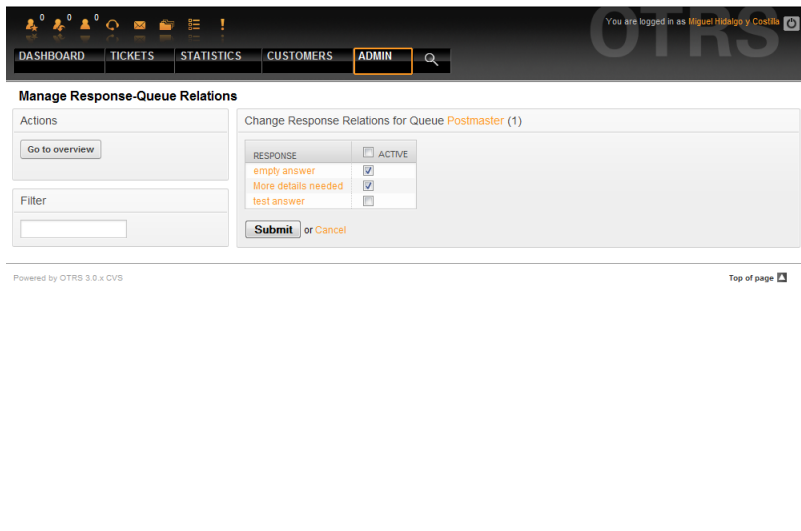 0 0 0
You are logged in as Miguel Hidalgo y Costilla
OTRS
DASHBOARD TICKETS STATISTICS CUSTOMERS ADMIN
Manage Response-Queue Relations
Actions
Go to overview
Filter
Change Response Relations for Queue Postmaster (1)
RESPONSE ACTIVE
empty answer
More details needed
test answer
Submit or Cancel
Powered by OTRS 3.0.x CVS
Top of page